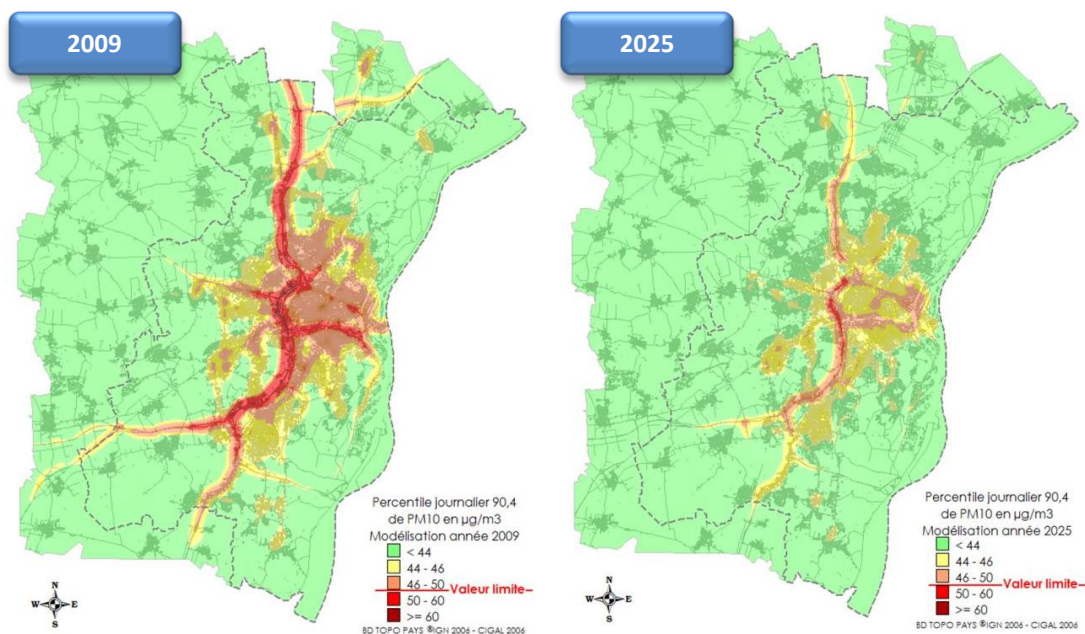 2009
2025
N
W E
S
Percentile journalier 90,4
de PM10 en µg/m3
Modélisation année 2009
< 44
44 - 46
46 - 50
Valeur limite
50 - 60
>= 60
BD TOPO PAYS ®IGN 2006 - CIGAL 2006
N
W E
S
Percentile journalier 90,4
de PM10 en µg/m3
Modélisation année 2025
< 44
44 - 46
46 - 50
Valeur limite
50 - 60
>= 60
BD TOPO PAYS ®IGN 2006 - CIGAL 2006